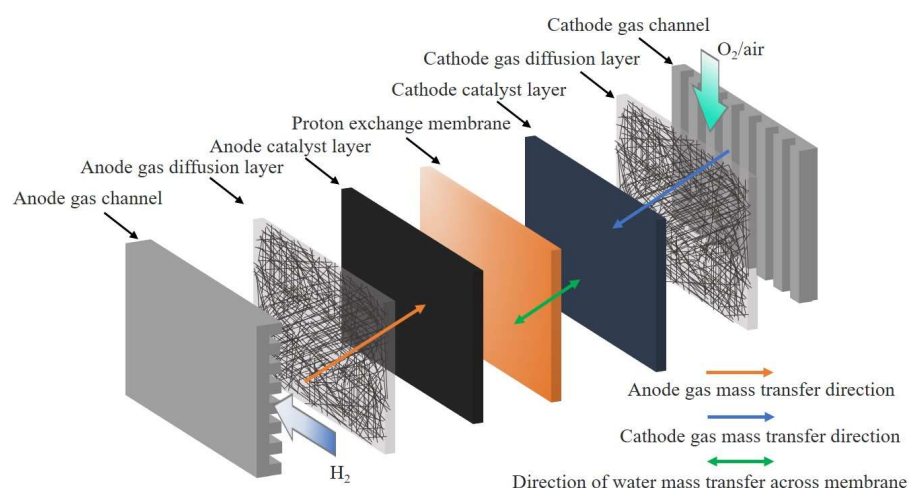 Cathode gas channel
O₂/air
Cathode gas diffusion layer
Cathode catalyst layer
Proton exchange membrane
Anode catalyst layer
Anode gas diffusion layer
Anode gas channel
H₂
Anode gas mass transfer direction
Cathode gas mass transfer direction
Direction of water mass transfer across membrane